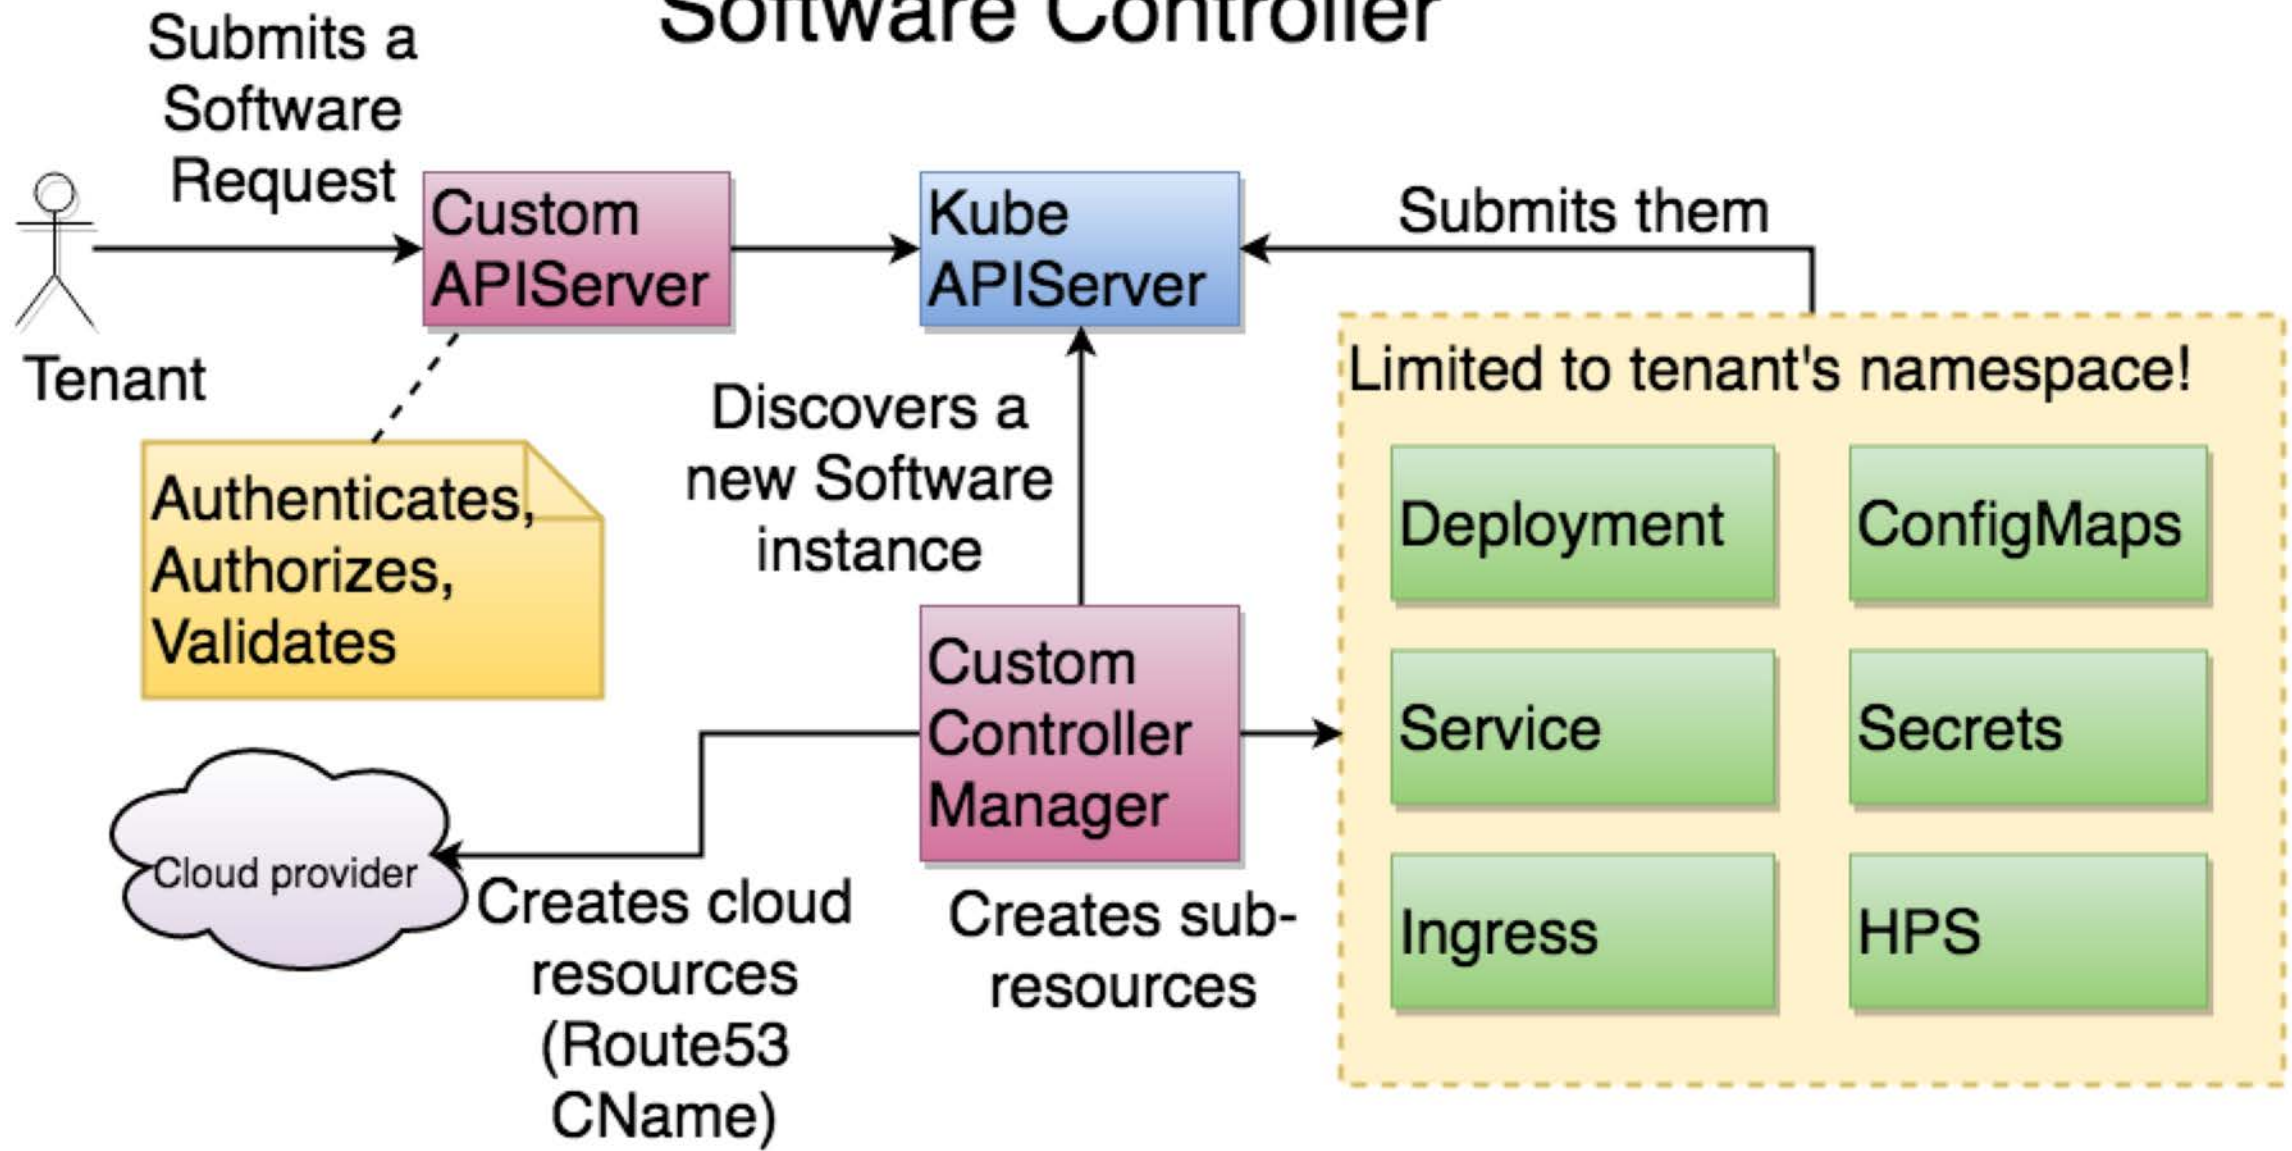 Software Controller
Submits a
Software
Request
Custom
APIServer
Kube
APIServer
Submits them
Tenant
Authenticates,
Authorizes,
Validates
Discovers a
new Software
instance
Limited to tenant's namespace!
Deployment
ConfigMaps
Service
Secrets
Ingress
HPS
Custom
Controller
Manager
Cloud provider
Creates cloud
resources
(Route53
CName)
Creates sub-
resources